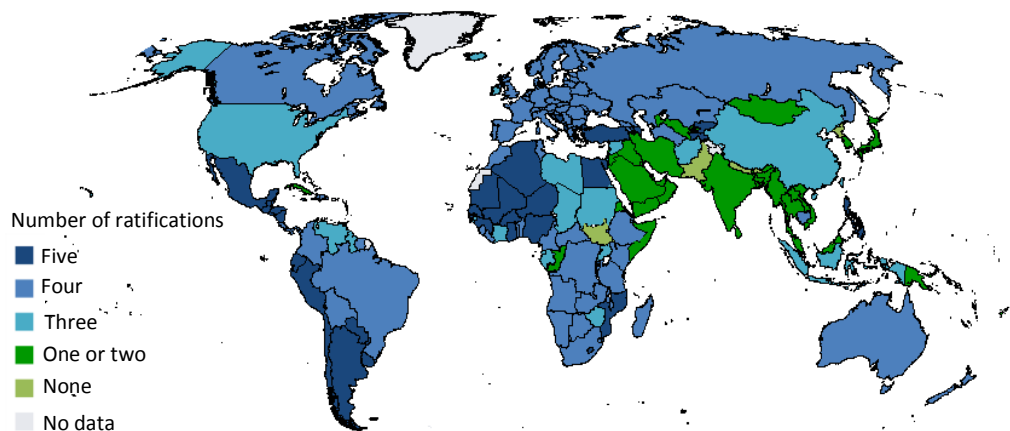 Number of ratifications
Five
Four
Three
One or two
None
No data